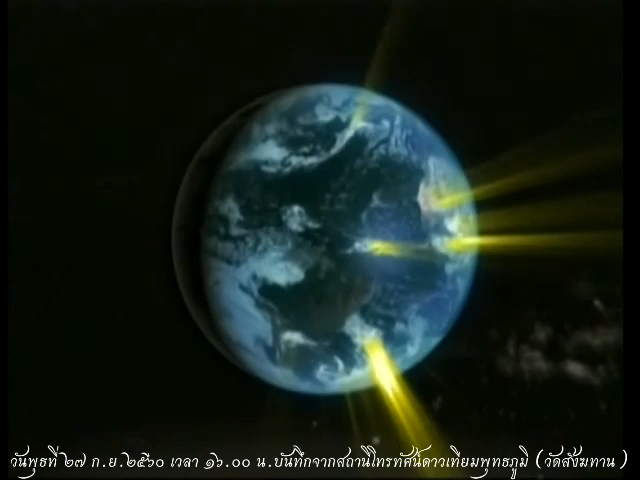 วันพุธที่ ๒๗ ก.ย.๒๕๖๐ เวลา ๑๖.๐๐ น.บันทึกจากสถานีโทรทัศน์ดาวเทียมพุทธภูมิ (วัดสังฆทาน)